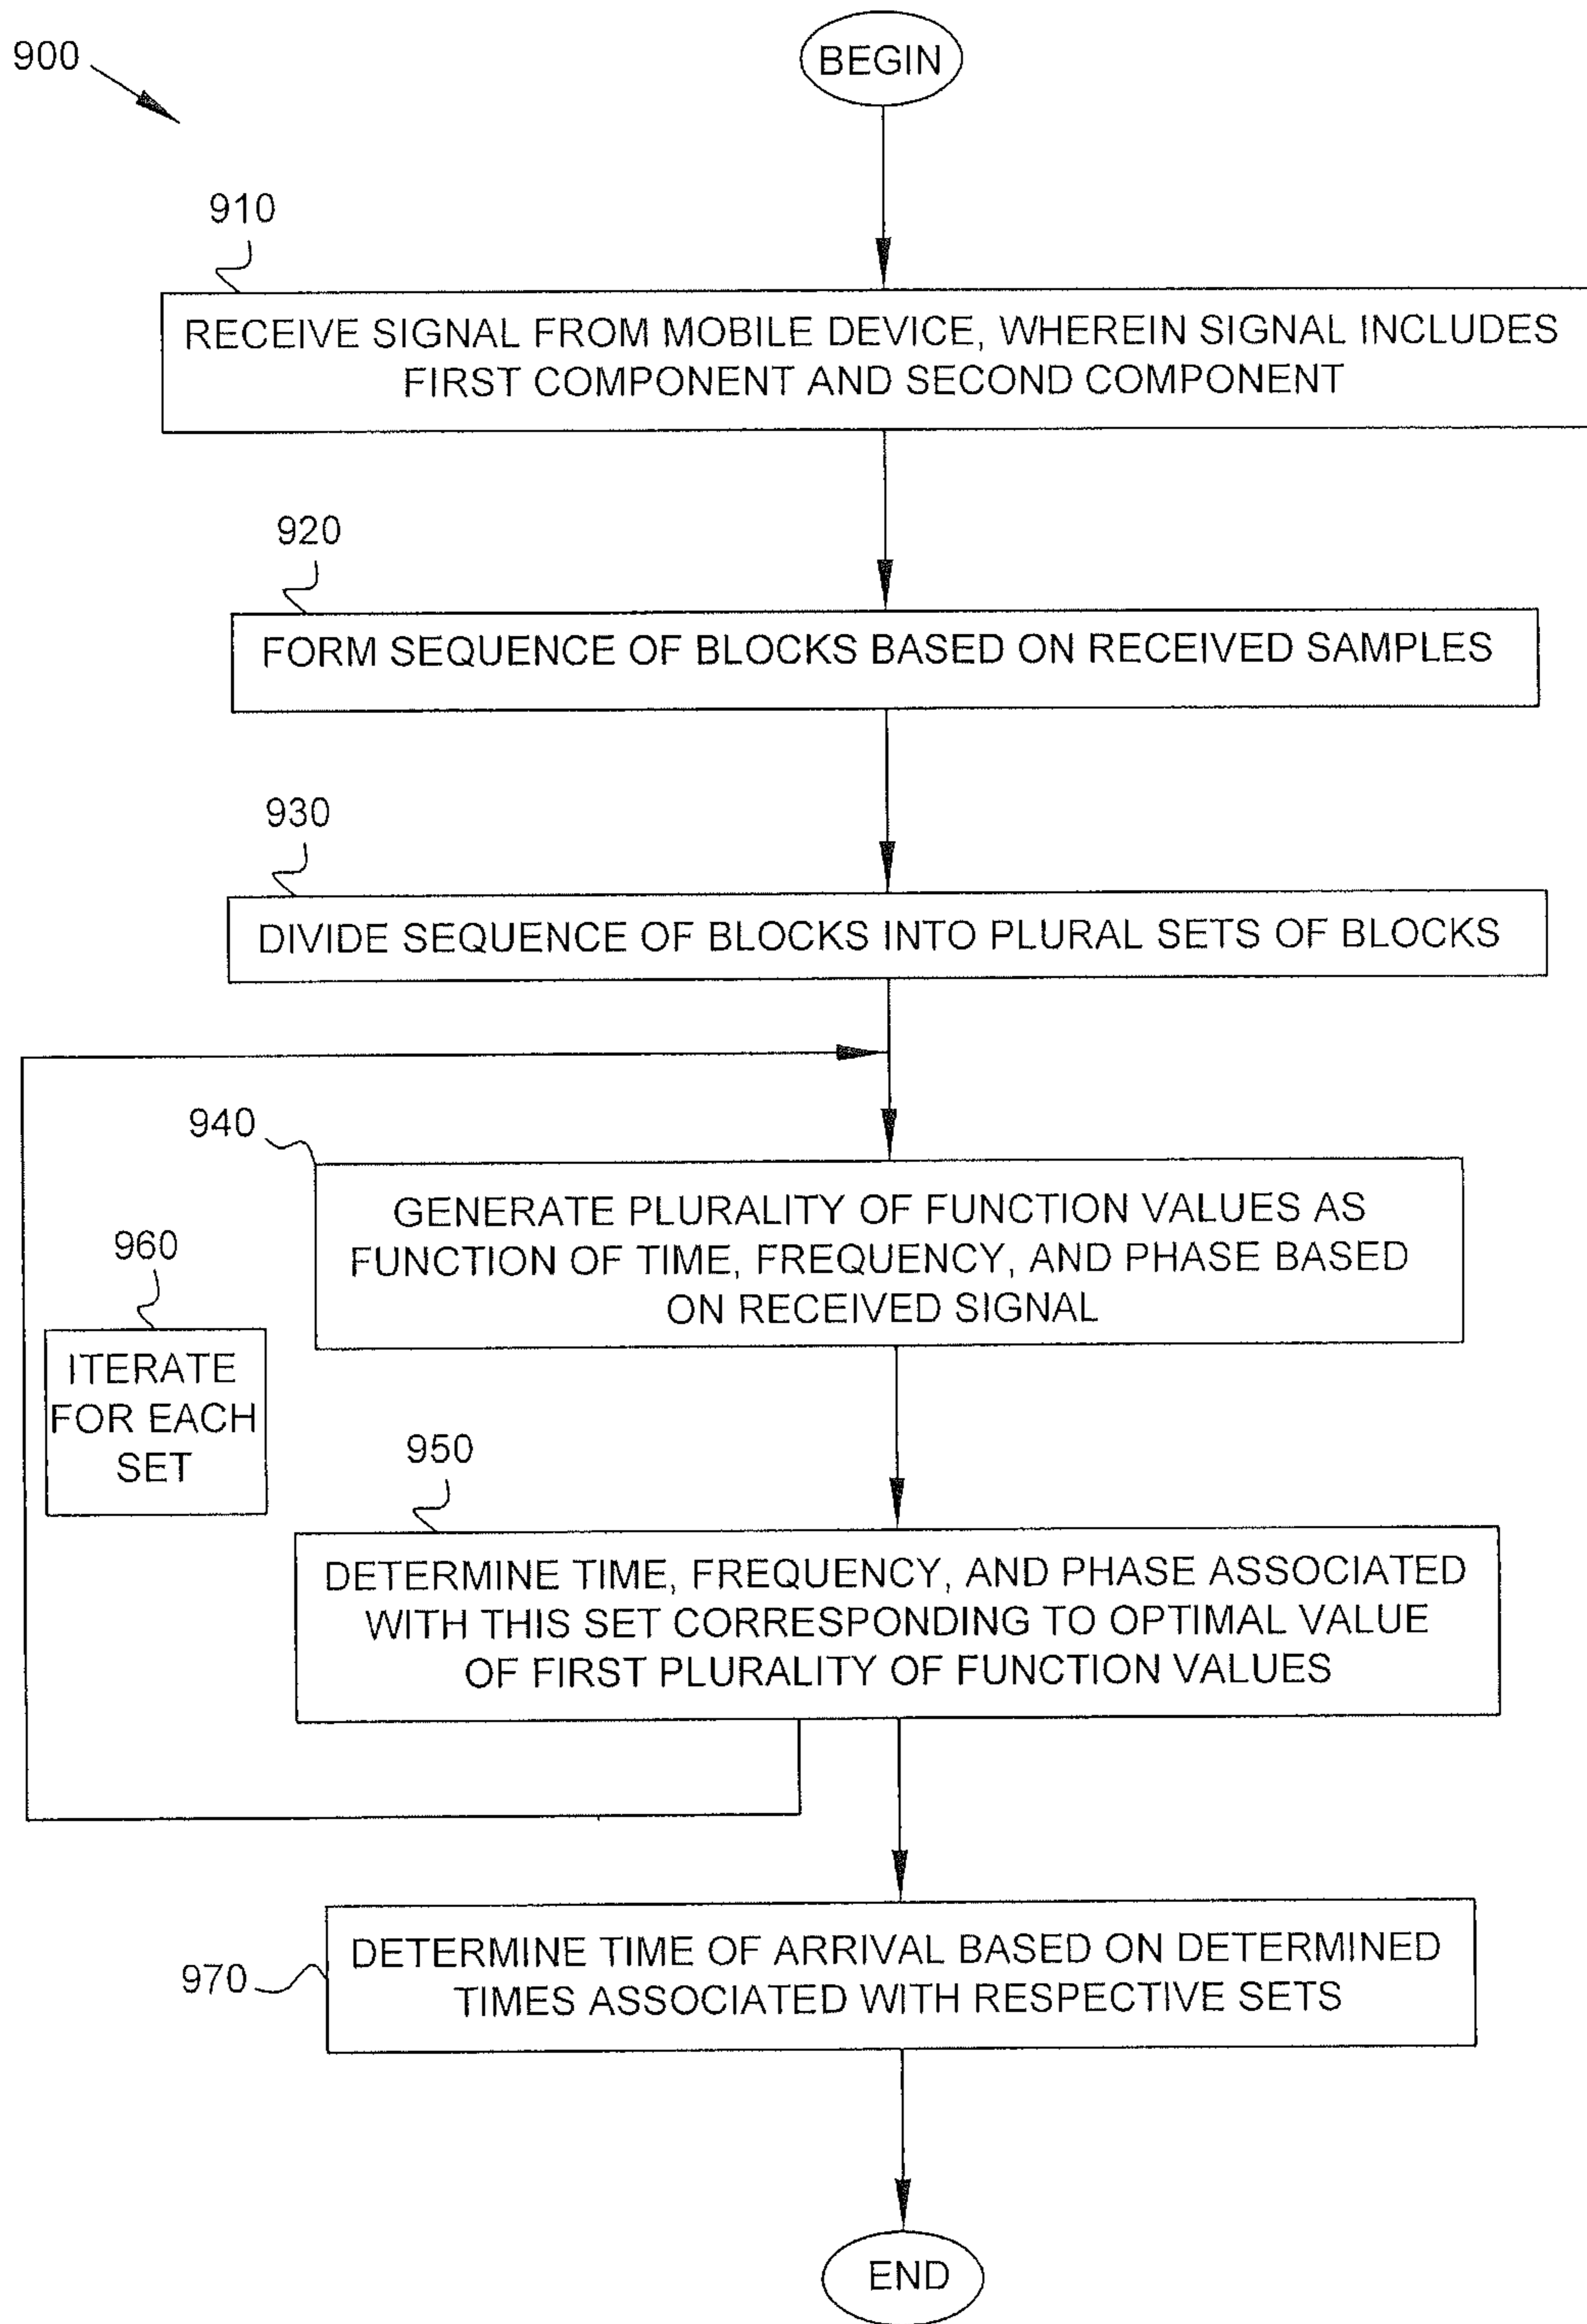 900
BEGIN
910
RECEIVE SIGNAL FROM MOBILE DEVICE, WHEREIN SIGNAL INCLUDES
FIRST COMPONENT AND SECOND COMPONENT
920
FORM SEQUENCE OF BLOCKS BASED ON RECEIVED SAMPLES
930
DIVIDE SEQUENCE OF BLOCKS INTO PLURAL SETS OF BLOCKS
940
GENERATE PLURALITY OF FUNCTION VALUES AS
FUNCTION OF TIME, FREQUENCY, AND PHASE BASED
ON RECEIVED SIGNAL
960
ITERATE
FOR EACH
SET
950
DETERMINE TIME, FREQUENCY, AND PHASE ASSOCIATED
WITH THIS SET CORRESPONDING TO OPTIMAL VALUE
OF FIRST PLURALITY OF FUNCTION VALUES
970
DETERMINE TIME OF ARRIVAL BASED ON DETERMINED
TIMES ASSOCIATED WITH RESPECTIVE SETS
END